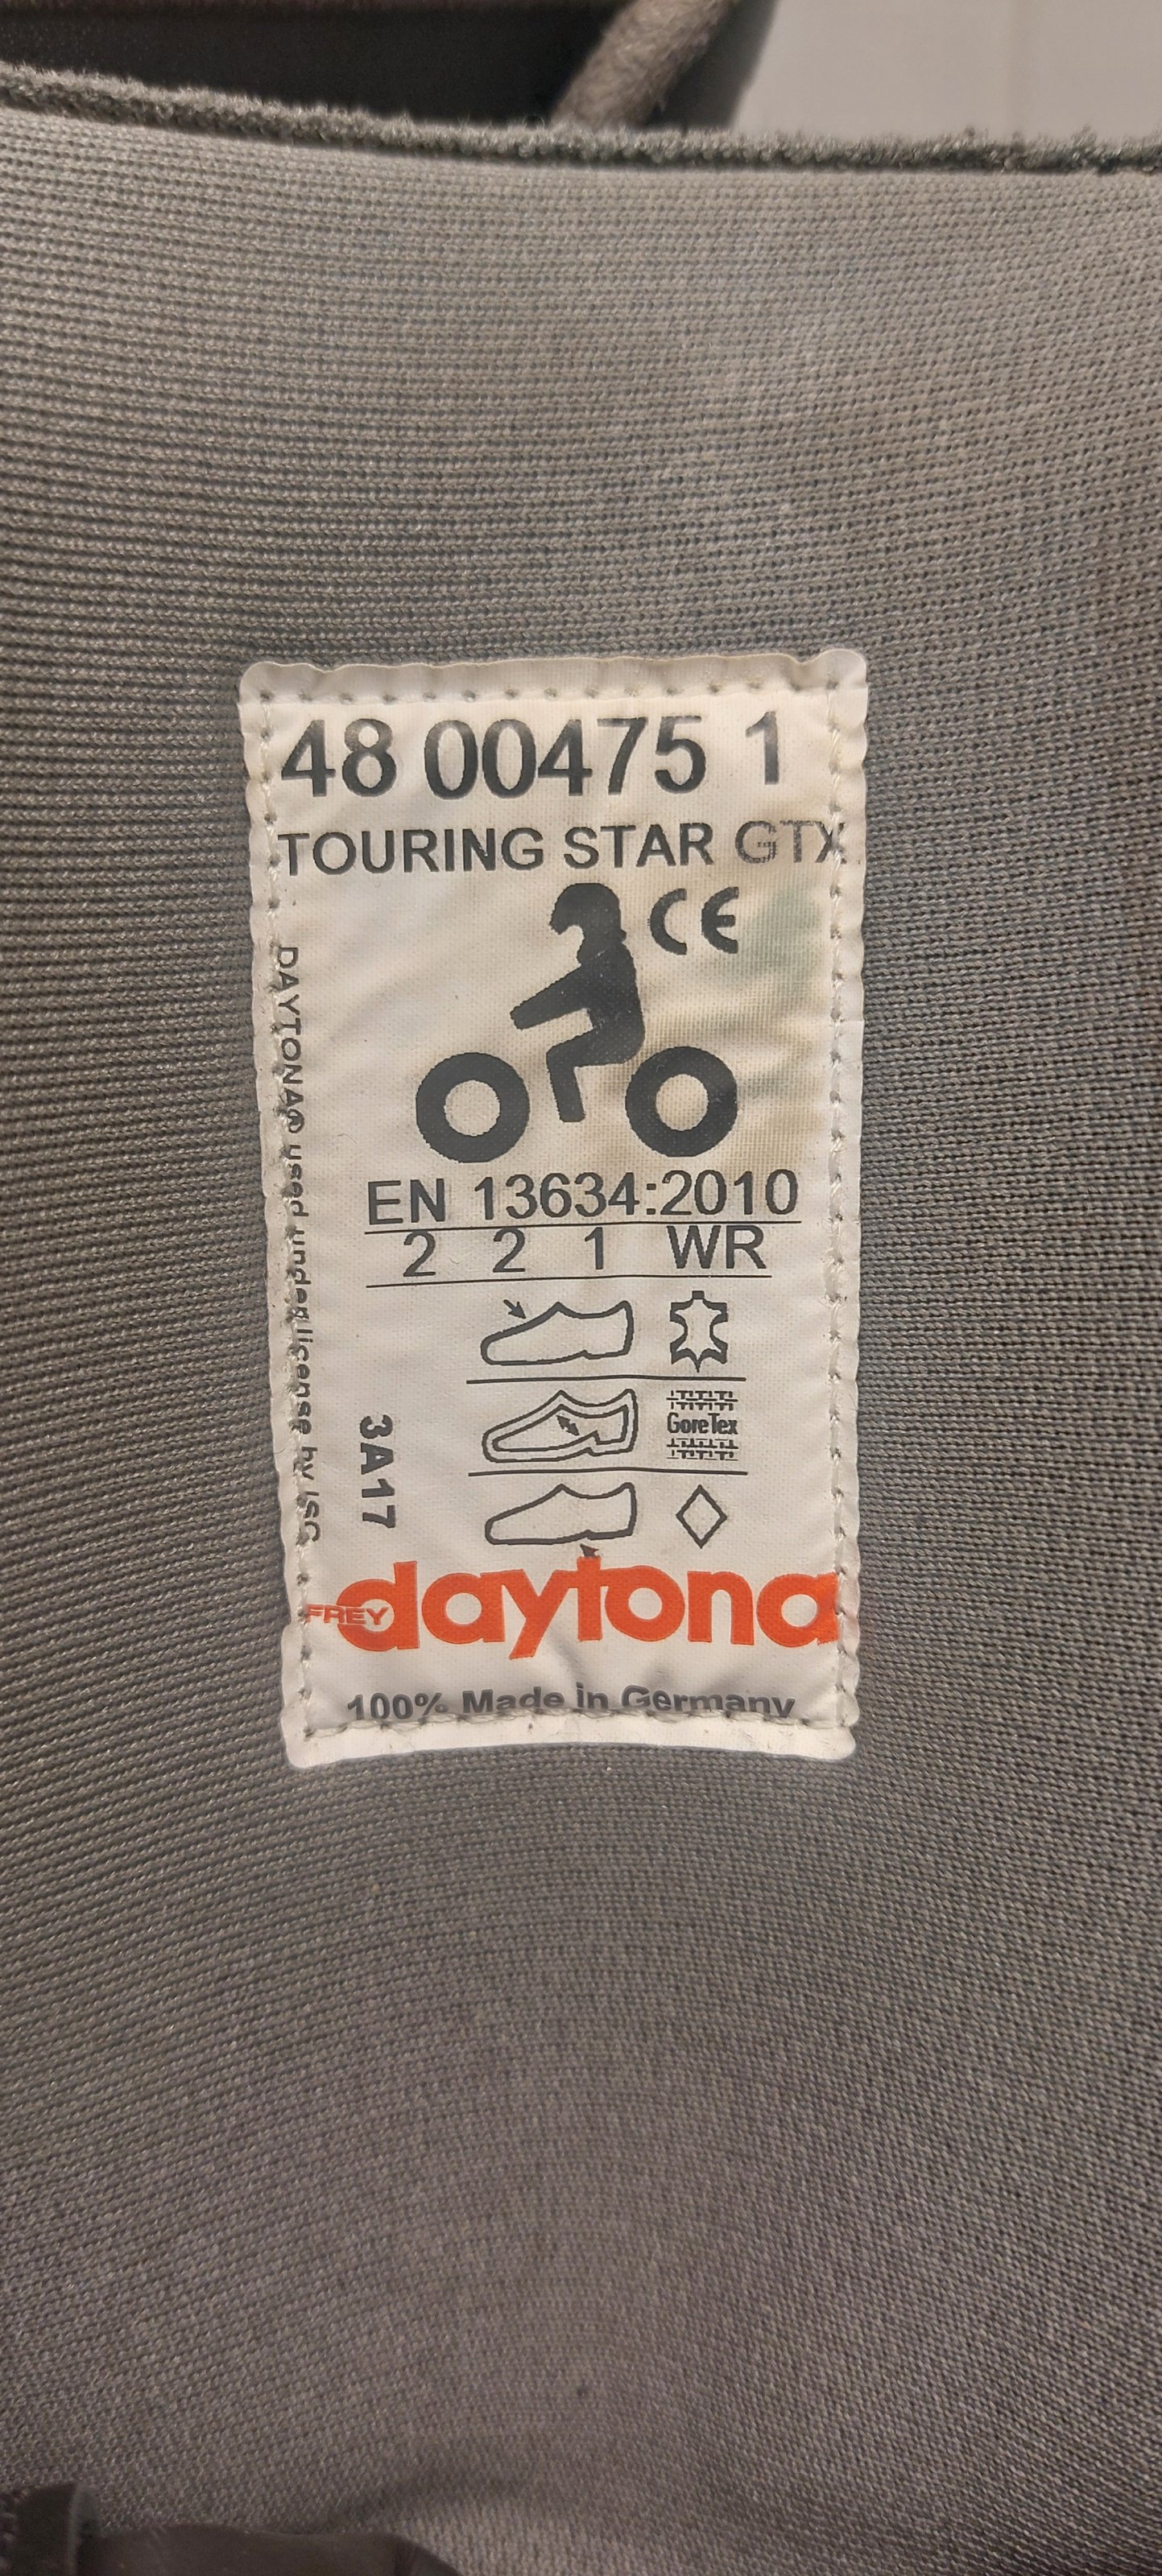 48 00475 1
TOURING STAR GTX
CE
DAYTONA® used under license by ISC
EN 13634:2010
2 2 1 WR
GoreTex
3A17
FREY daytona
100% Made in Germany